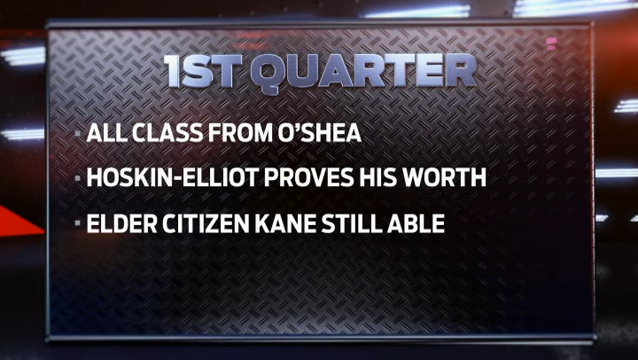 1ST QUARTER
ALL CLASS FROM O'SHEA
HOSKIN-ELLIOT PROVES HIS WORTH
ELDER CITIZEN KANE STILL ABLE